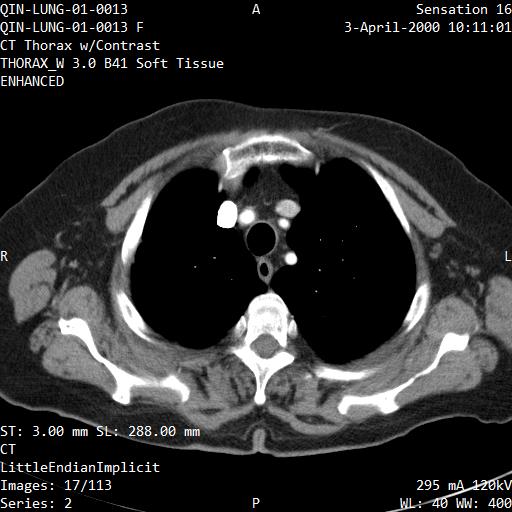 QIN-LUNG-01-0013
A
Sensation 16
QIN-LUNG-01-0013 F
3-April-2000 10:11:01
CT Thorax w/Contrast
THORAX_W 3.0 B41 Soft Tissue
ENHANCED
R
L
ST: 3.00 mm SL: 288.00 mm
CT
LittleEndianImplicit
Images: 17/113
295 mA 120kV
Series: 2
P
WL: 40 WW: 400